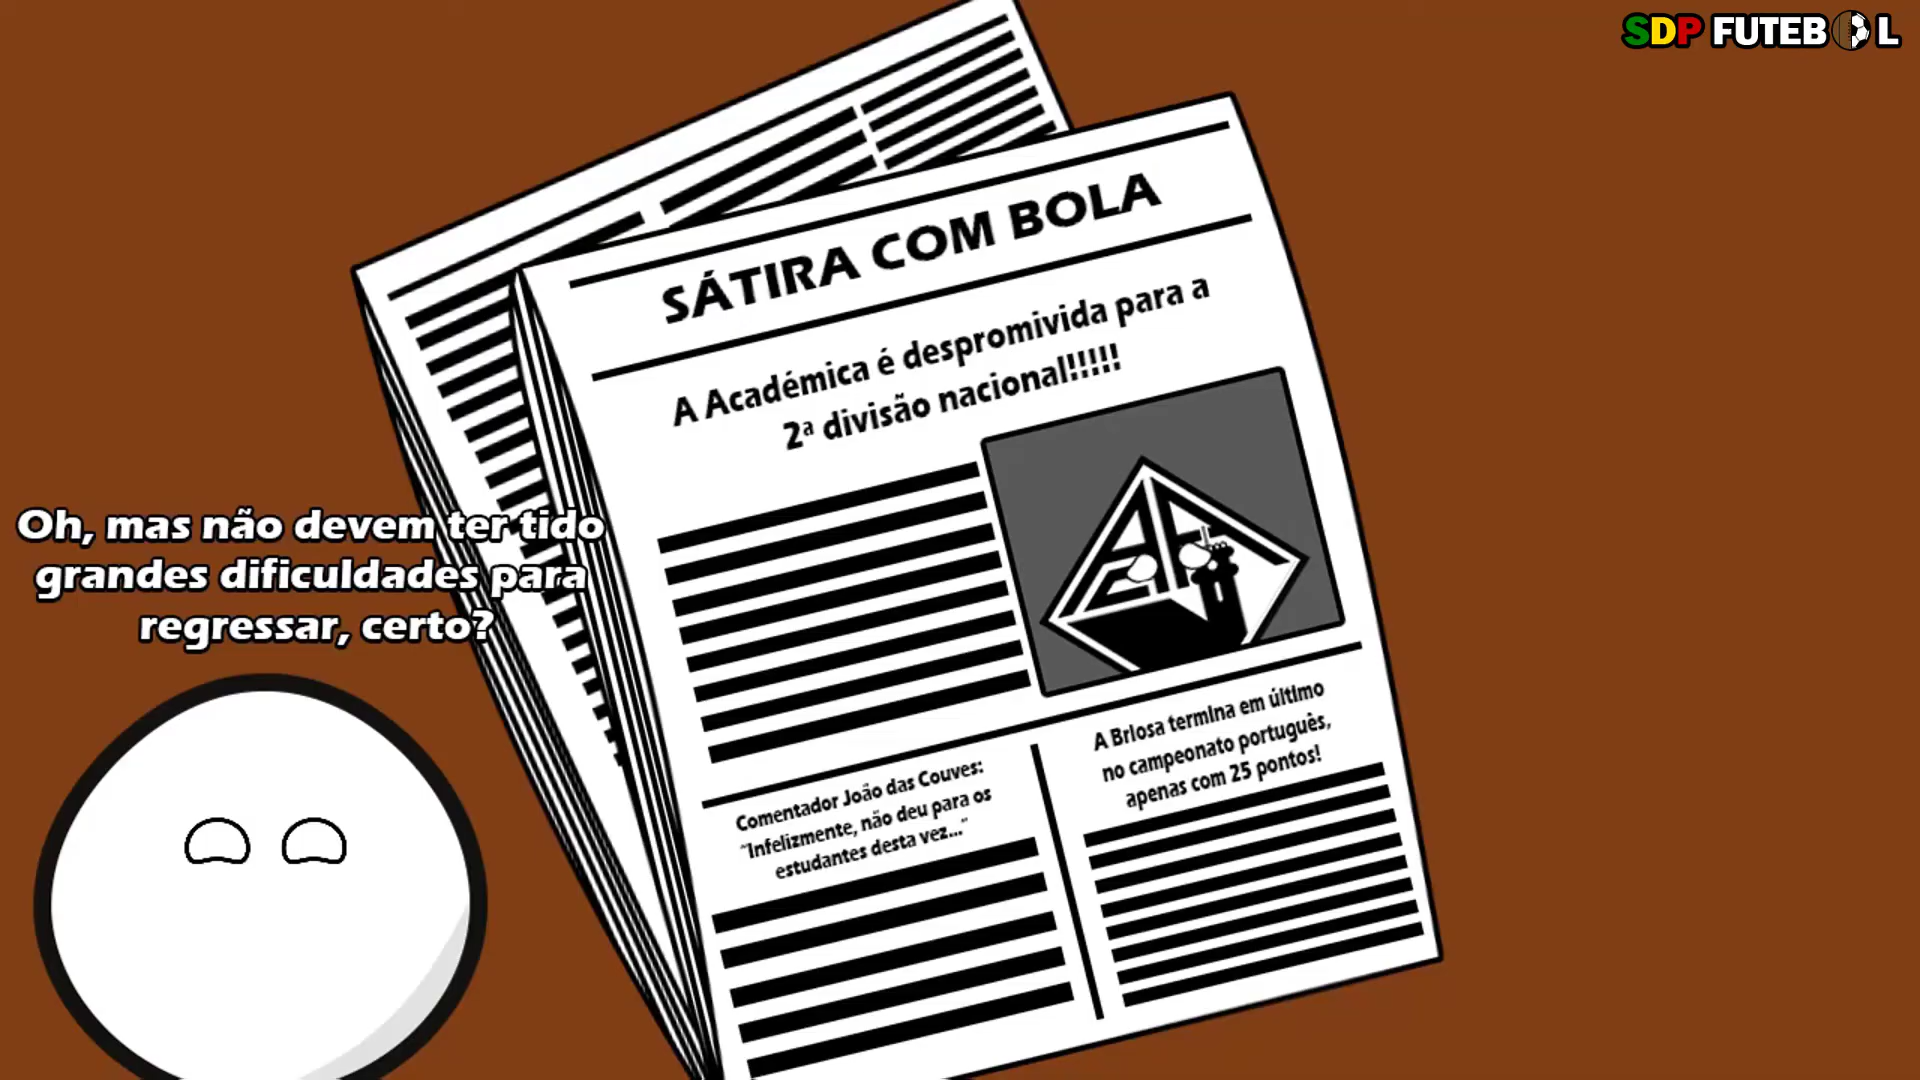 SDP FUTEBOL
SÁTIRA COM BOLA
A Académica é despromivida para a
2ª divisão nacional!!!!!
Oh, mas não devem ter tido
grandes dificuldades para
regressar, certo?
Comentador João das Couves:
"Infelizmente, não deu para os
estudantes desta vez..."
A Briosa termina em último
no campeonato português,
apenas com 25 pontos!